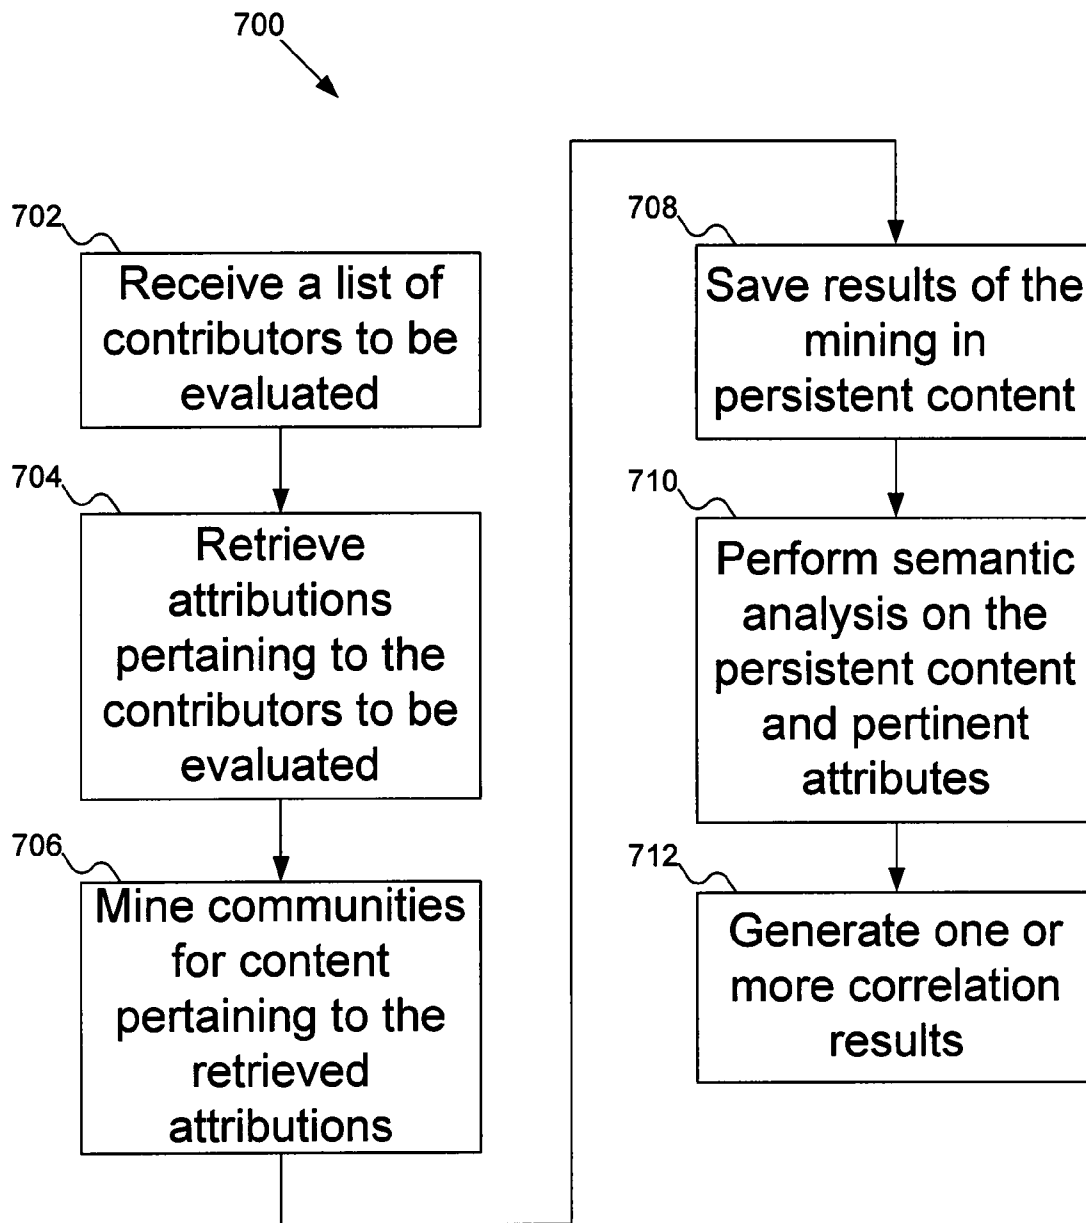 700
702
Receive a list of
contributors to be
evaluated
704
Retrieve
attributions
pertaining to the
contributors to be
evaluated
706
Mine communities
for content
pertaining to the
retrieved
attributions
708
Save results of the
mining in
persistent content
710
Perform semantic
analysis on the
persistent content
and pertinent
attributes
712
Generate one or
more correlation
results